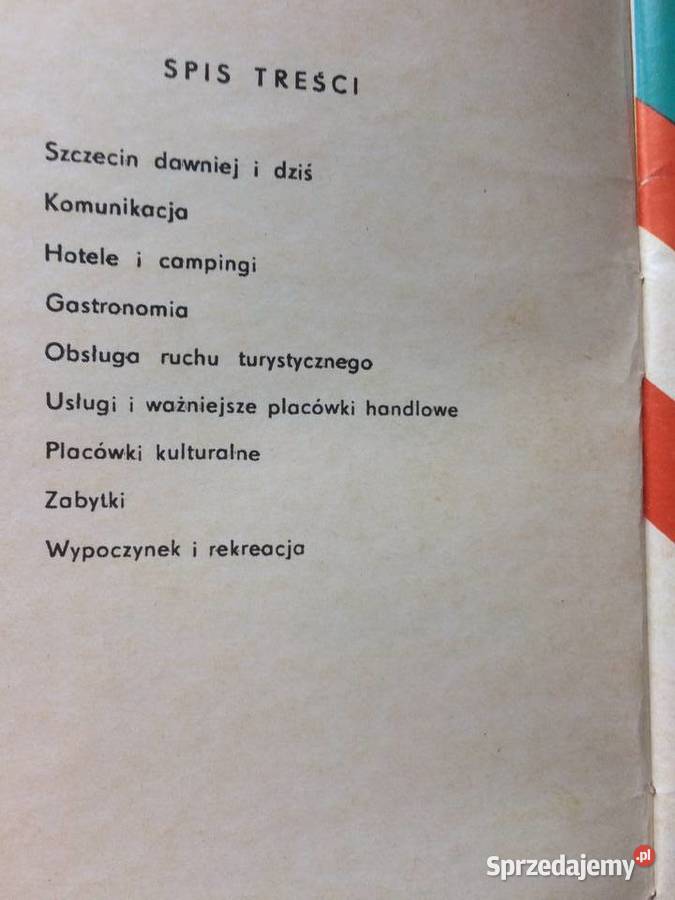 SPIS TREŚCI
Szczecin dawniej i dziś
Komunikacja
Hotele i campingi
Gastronomia
Obsługa ruchu turystycznego
Usługi i ważniejsze placówki handlowe
Placówki kulturalne
Zabytki
Wypoczynek i rekreacja
Sprzedajemy.pl